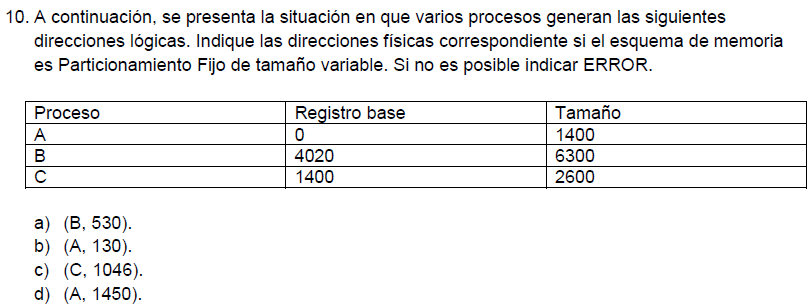 10. A continuación, se presenta la situación en que varios procesos generan las siguientes
direcciones lógicas. Indique las direcciones físicas correspondiente si el esquema de memoria
es Particionamiento Fijo de tamaño variable. Si no es posible indicar ERROR.
Proceso Registro base Tamaño
A 0 1400
B 4020 6300
C 1400 2600
a) (B, 530).
b) (A, 130).
c) (C, 1046).
d) (A, 1450).